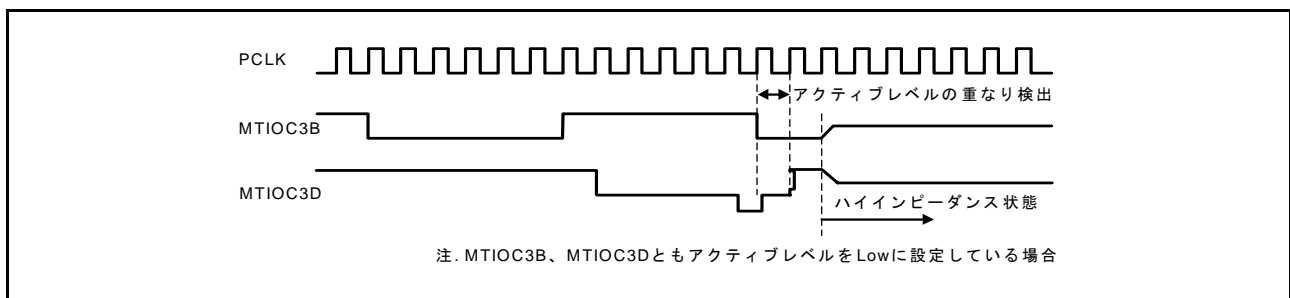 PCLK
アクティブレベルの重なり検出
MTIOC3B
MTIOC3D
ハイインピーダンス状態
注. MTIOC3B、MTIOC3DともアクティブレベルをLowに設定している場合